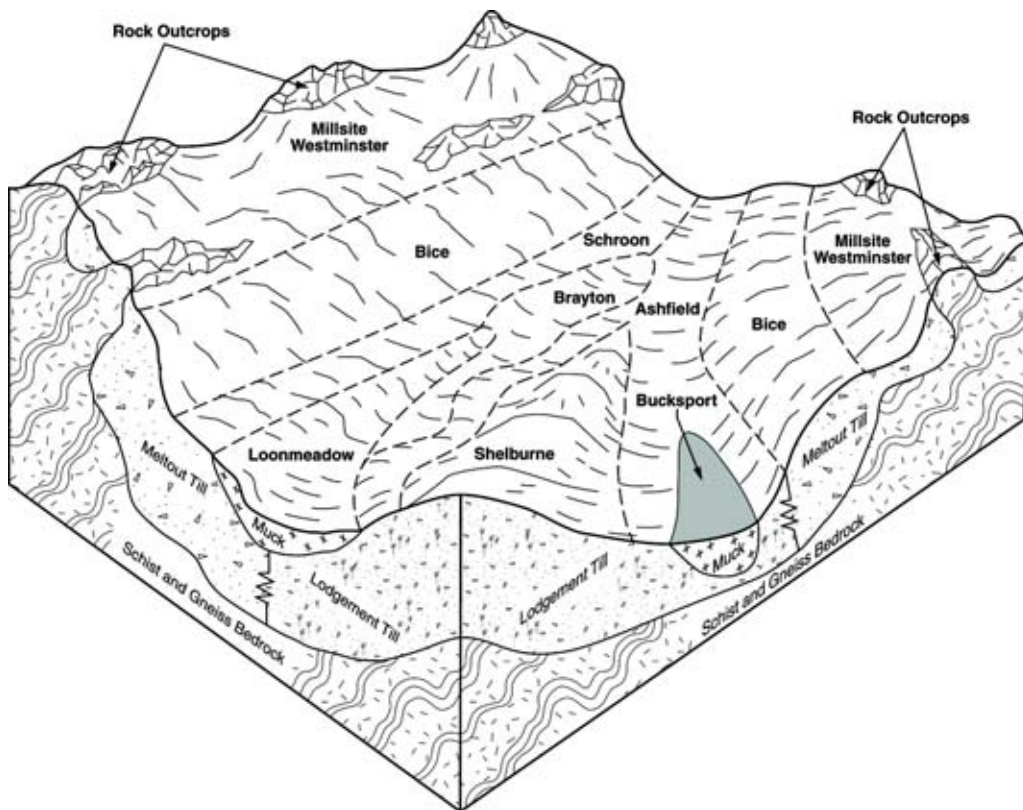 Rock Outcrops
Millsite
Westminster
Rock Outcrops
Bice
Schroon
Millsite
Westminster
Brayton
Ashfield
Bice
Bucksport
Loonmeadow
Shelburne
Meltout Till
Meltout Till
Muck
Muck
Lodgement Till
Lodgement Till
Schist and Gneiss Bedrock
Schist and Gneiss Bedrock